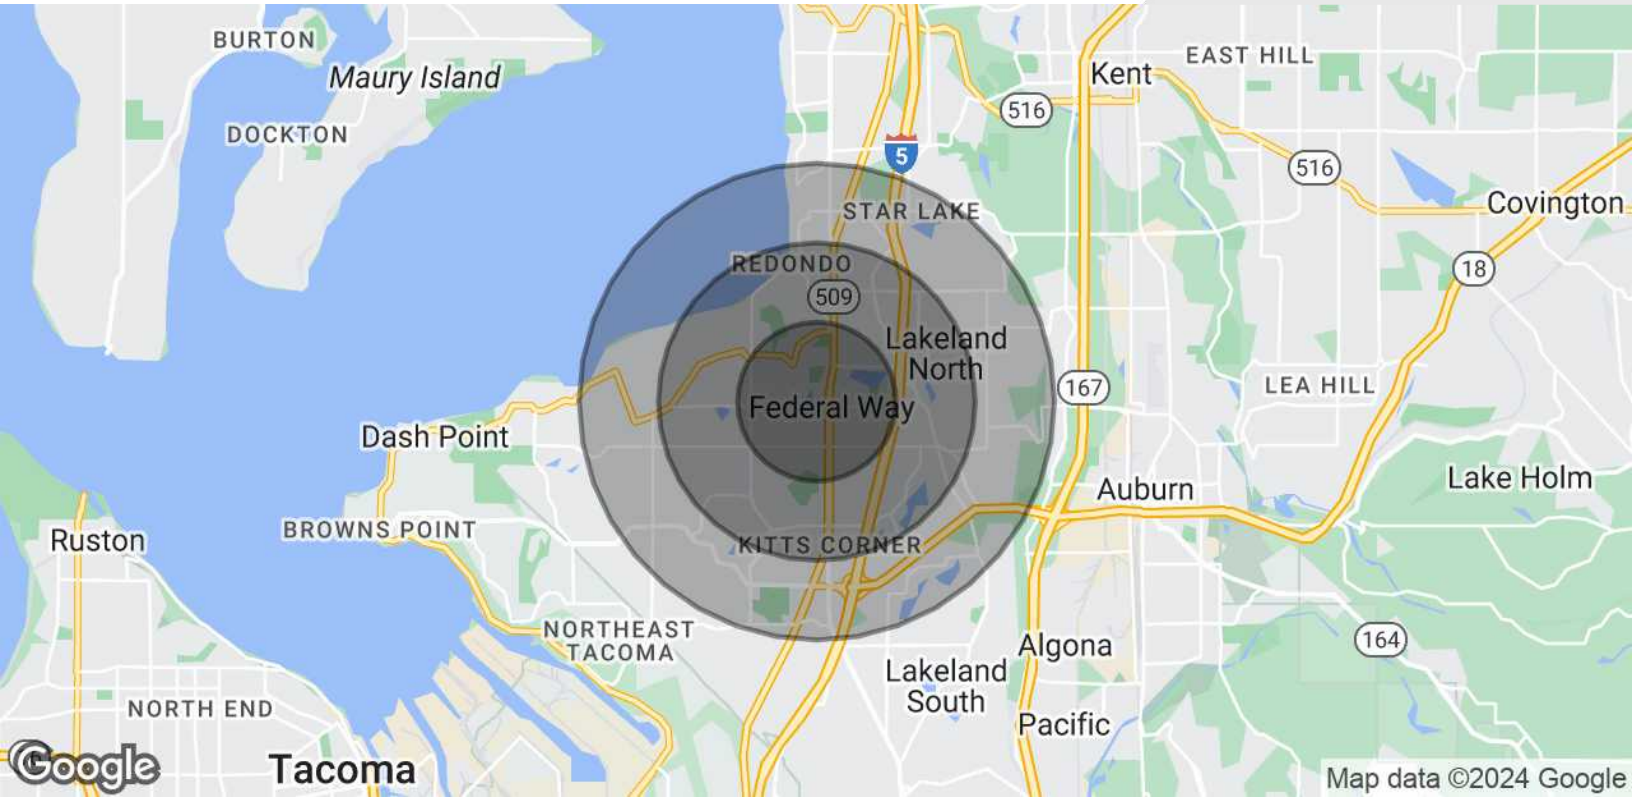 BURTON
Maury Island
DOCKTON
EAST HILL
Kent
516
5
516
STAR LAKE
Covington
REDONDO
18
509
Lakeland
North
167
LEA HILL
Federal Way
Dash Point
Auburn
Lake Holm
BROWNS POINT
Ruston
KITTS CORNER
NORTHEAST
TACOMA
Algona
164
Lakeland
South
NORTH END
Pacific
Tacoma
Google
Map data ©2024 Google